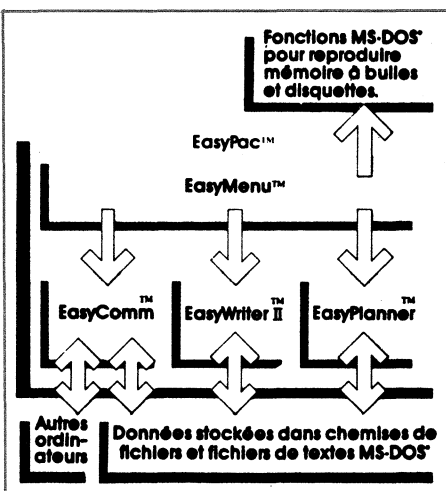 Fonctions MS-DOS*
pour reproduire
mémoire à bulles
et disquettes.
EasyPac™
EasyMenu™
EasyComm™
EasyWriter II™
EasyPlanner™
Autres
ordin-
ateurs
Données stockées dans chemises de
fichiers et fichiers de textes MS-DOS*